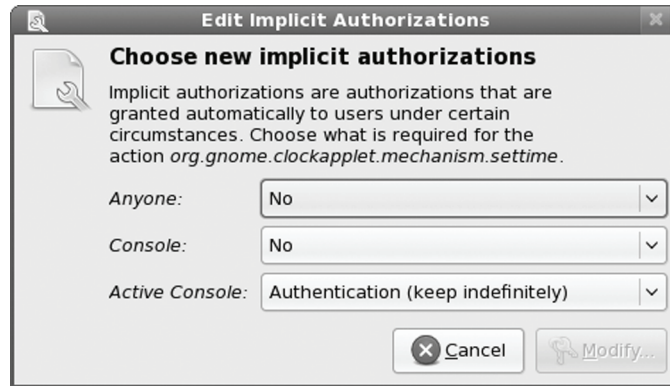 Edit Implicit Authorizations
Choose new implicit authorizations
Implicit authorizations are authorizations that are
granted automatically to users under certain
circumstances. Choose what is required for the
action org.gnome.clockapplet.mechanism.settime.
Anyone: No
Console: No
Active Console: Authentication (keep indefinitely)
Cancel Modify...